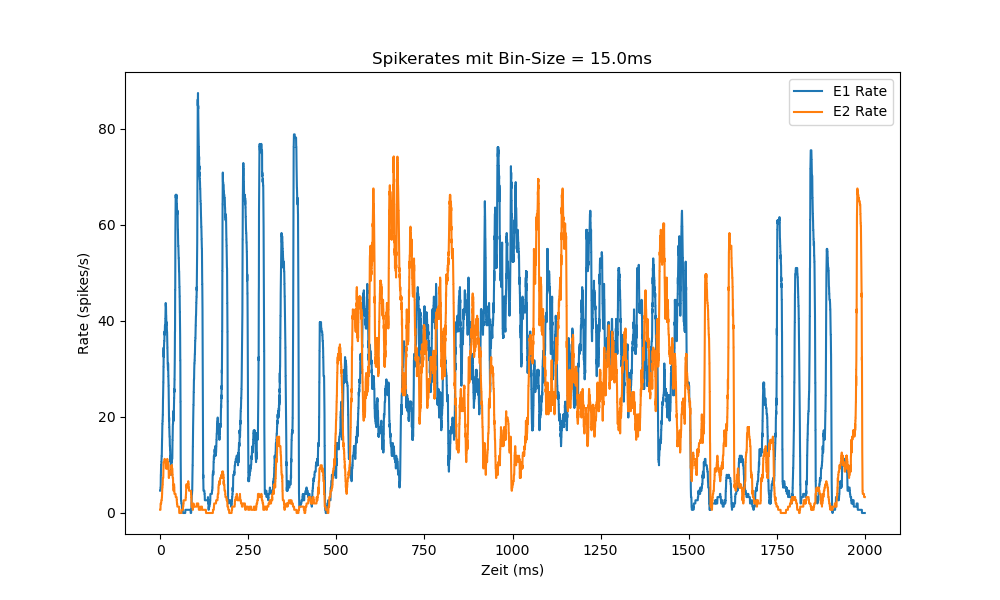 Spikerates mit Bin-Size = 15.0ms
E1 Rate
E2 Rate
Rate (spikes/s)
80
60
40
20
0
0 250 500 750 1000 1250 1500 1750 2000
Zeit (ms)